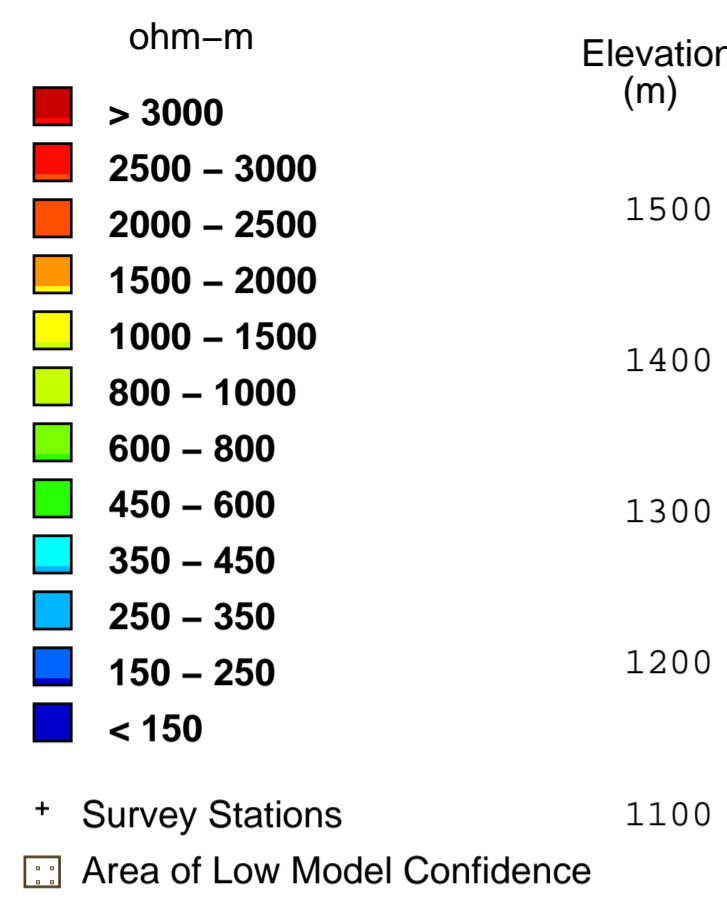 ohm–m
> 3000
2500 – 3000
2000 – 2500
1500 – 2000
1000 – 1500
800 – 1000
600 – 800
450 – 600
350 – 450
250 – 350
150 – 250
< 150
+ Survey Stations
Area of Low Model Confidence
Elevation
(m)
1500
1400
1300
1200
1100